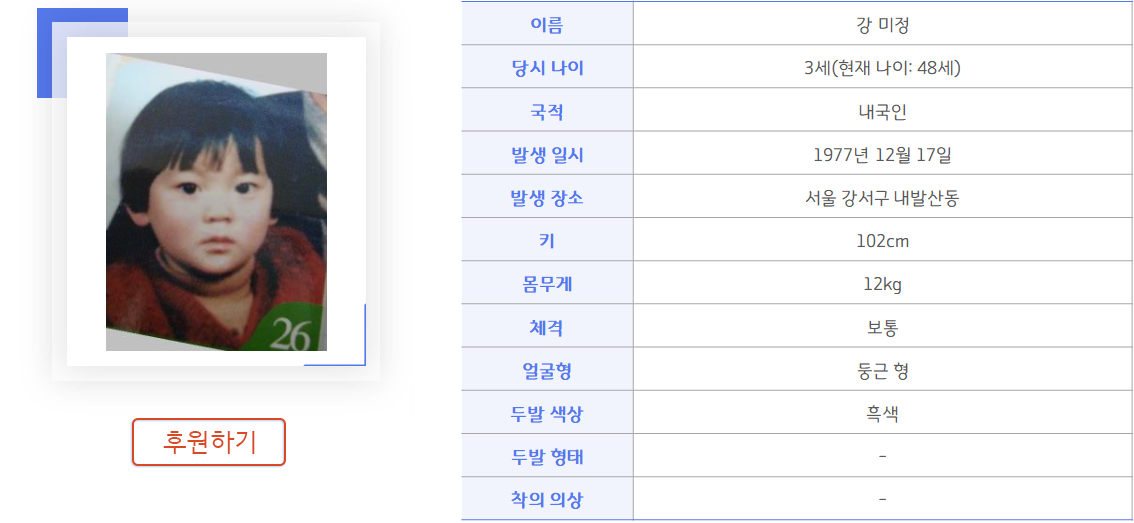 26
후원하기
이름 강 미정
당시 나이 3세(현재 나이: 48세)
국적 내국인
발생 일시 1977년 12월 17일
발생 장소 서울 강서구 내발산동
키 102cm
몸무게 12kg
체격 보통
얼굴형 둥근 형
두발 색상 흑색
두발 형태 -
착의 의상 -